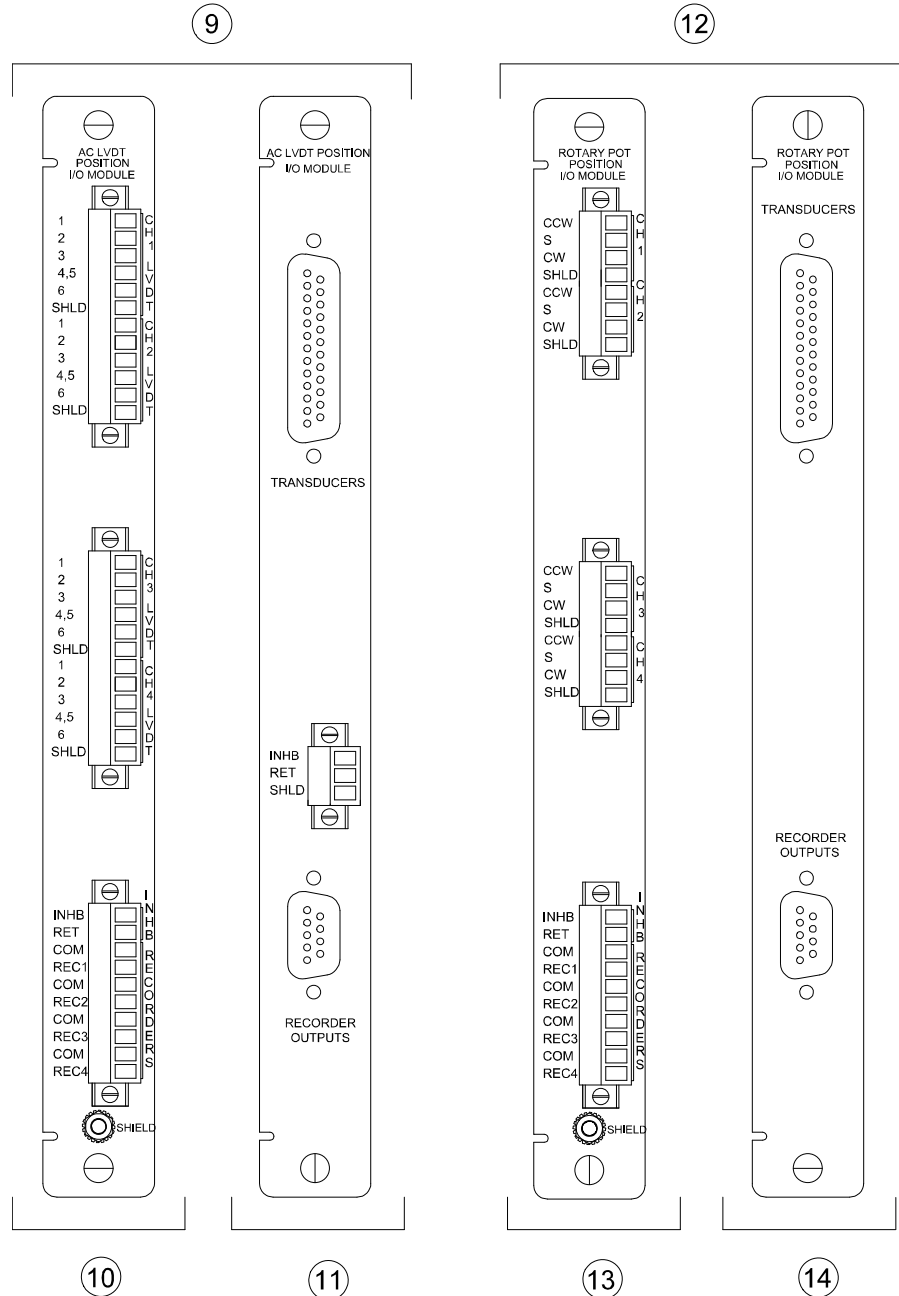 9
12
AC LVDT
POSITION
I/O MODULE
1
2
3
4,5
6
SHLD
1
2
3
4,5
6
SHLD
CH1 LVDT
CH2 LVDT
1
2
3
4,5
6
SHLD
1
2
3
4,5
6
SHLD
CH3 LVDT
CH4 LVDT
INHB
RET
COM
REC1
COM
REC2
COM
REC3
COM
REC4
INHB
RECORDERS
SHIELD
10
AC LVDT POSITION
I/O MODULE
TRANSDUCERS
INHB
RET
SHLD
RECORDER
OUTPUTS
11
ROTARY POT
POSITION
I/O MODULE
CCW
S
CW
SHLD
CCW
S
CW
SHLD
CH1
CH2
CCW
S
CW
SHLD
CCW
S
CW
SHLD
CH3
CH4
INHB
RET
COM
REC1
COM
REC2
COM
REC3
COM
REC4
INHB
RECORDERS
SHIELD
13
ROTARY POT
POSITION
I/O MODULE
TRANSDUCERS
RECORDER
OUTPUTS
14